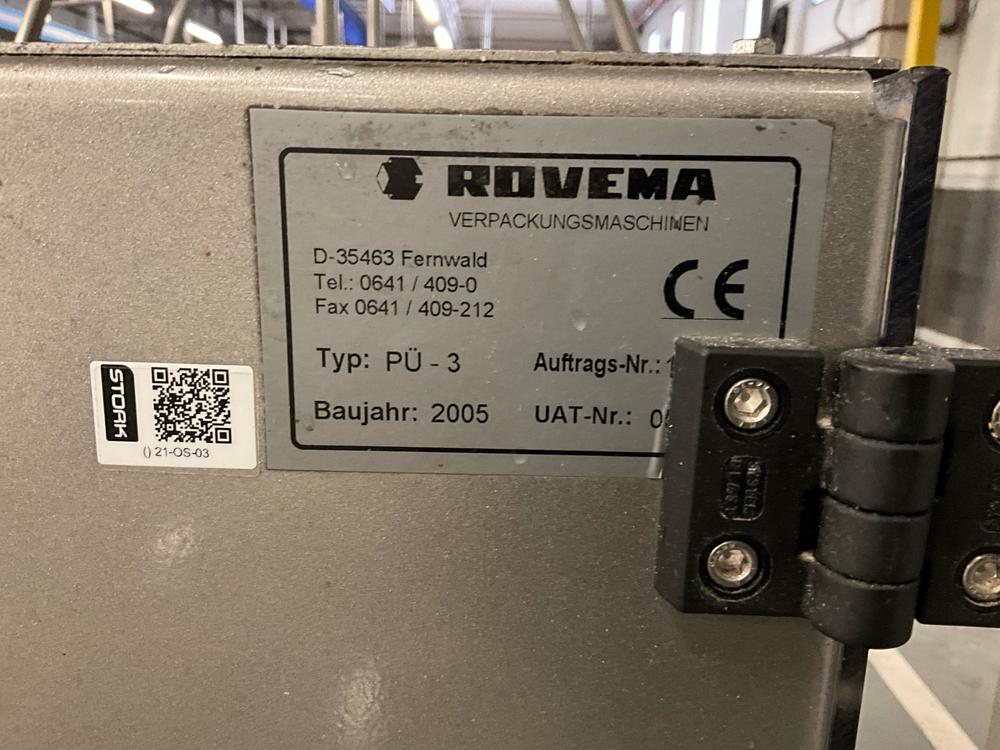 ROVEMA
VERPACKUNGSMASCHINEN
D-35463 Fernwald
Tel.: 0641 / 409-0
Fax 0641 / 409-212
CE
Typ: PÜ - 3
Auftrags-Nr.:
Baujahr: 2005
UAT-Nr.:
STORK
() 21-OS-03